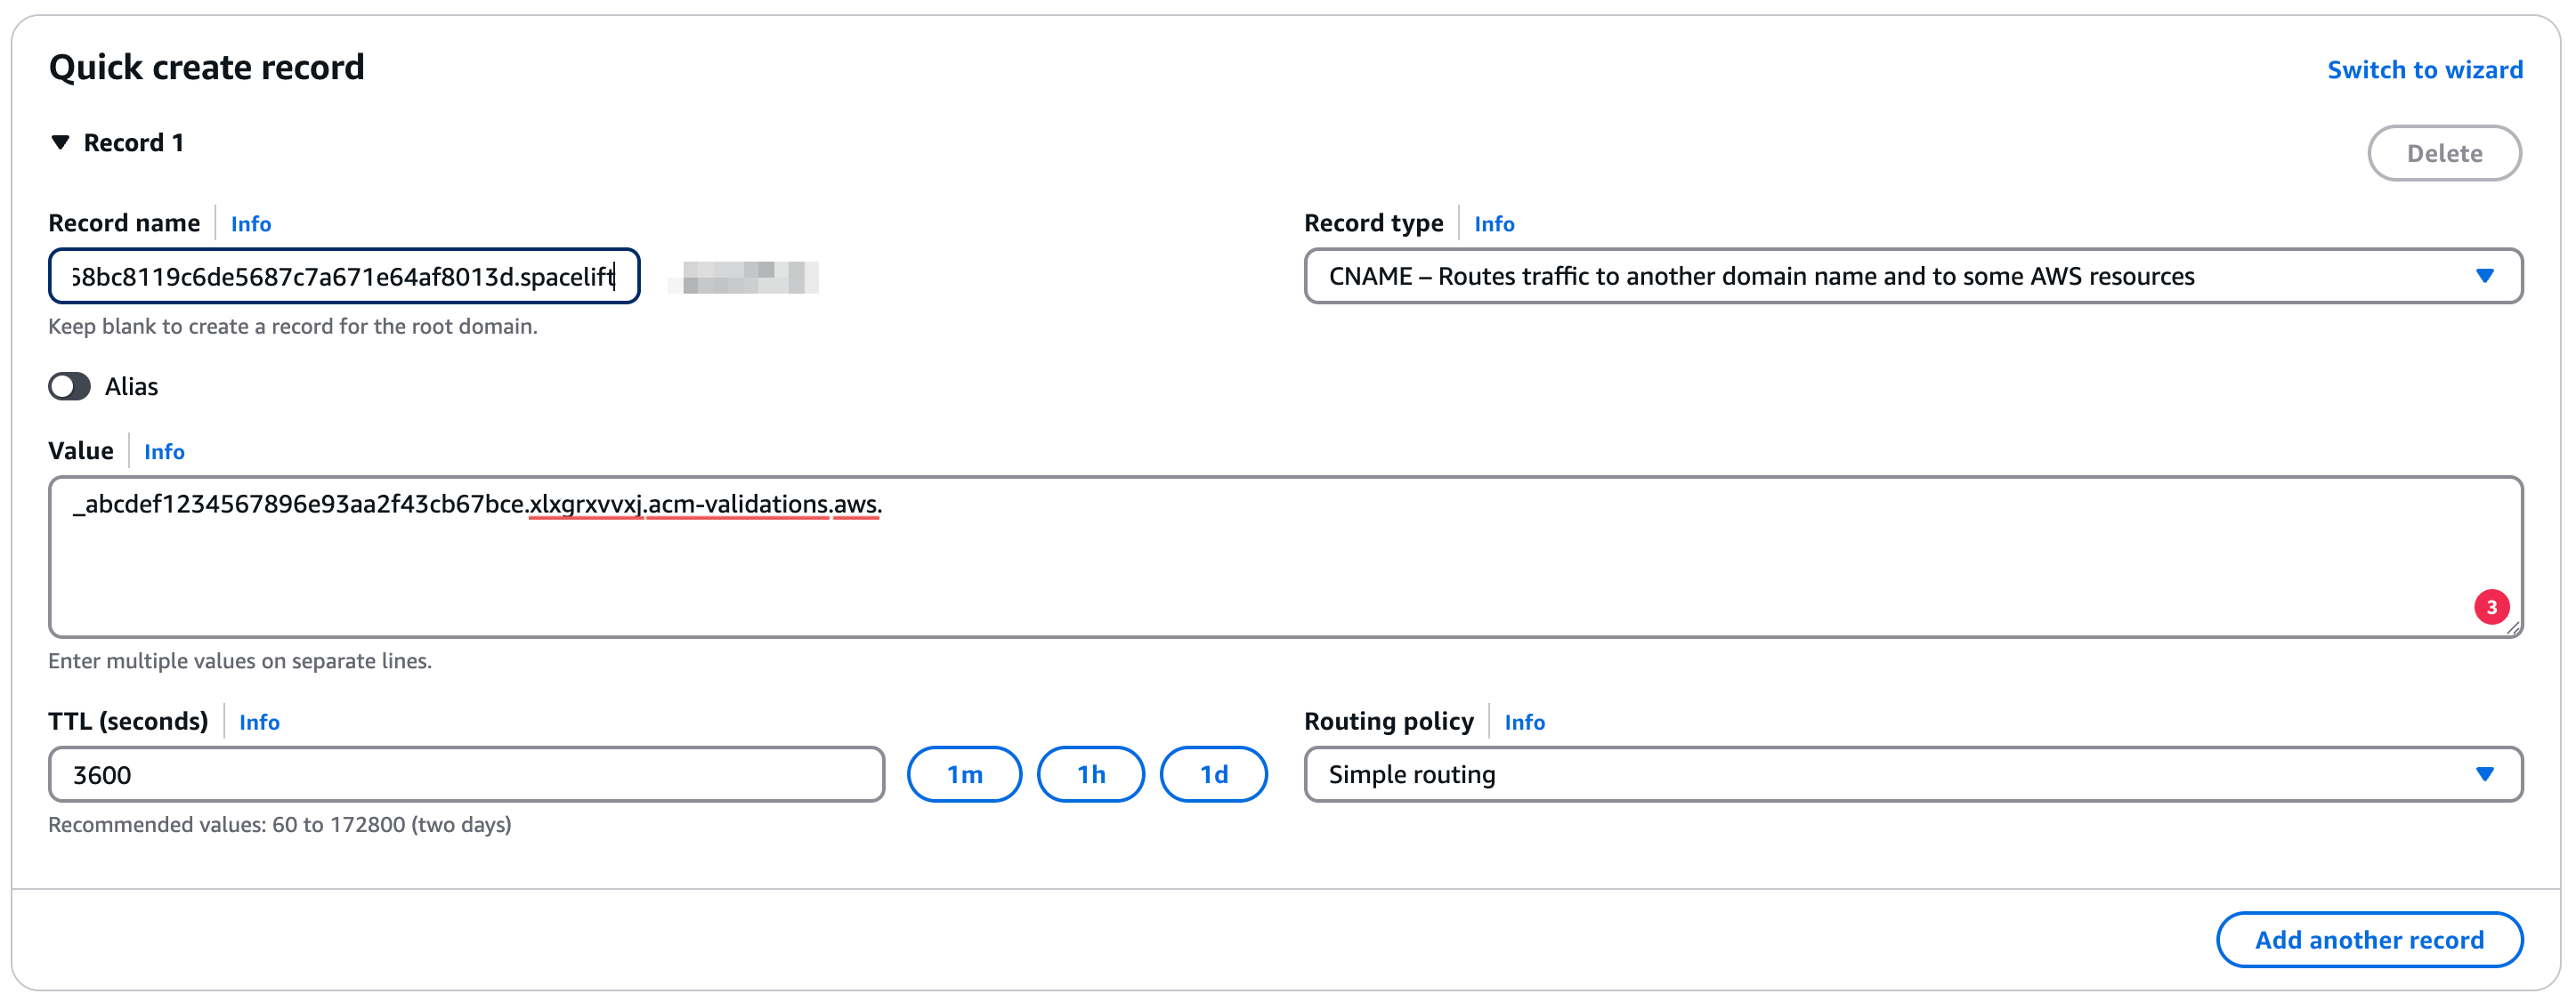 Quick create record
Switch to wizard
▼ Record 1
Delete
Record name Info
Record type Info
68bc8119c6de5687c7a671e64af8013d.spacelift
CNAME – Routes traffic to another domain name and to some AWS resources
Keep blank to create a record for the root domain.
Alias
Value Info
_abcdef1234567896e93aa2f43cb67bce.xlxgrxvvxj.acm-validations.aws.
3
Enter multiple values on separate lines.
TTL (seconds) Info
Routing policy Info
3600
1m 1h 1d
Simple routing
Recommended values: 60 to 172800 (two days)
Add another record